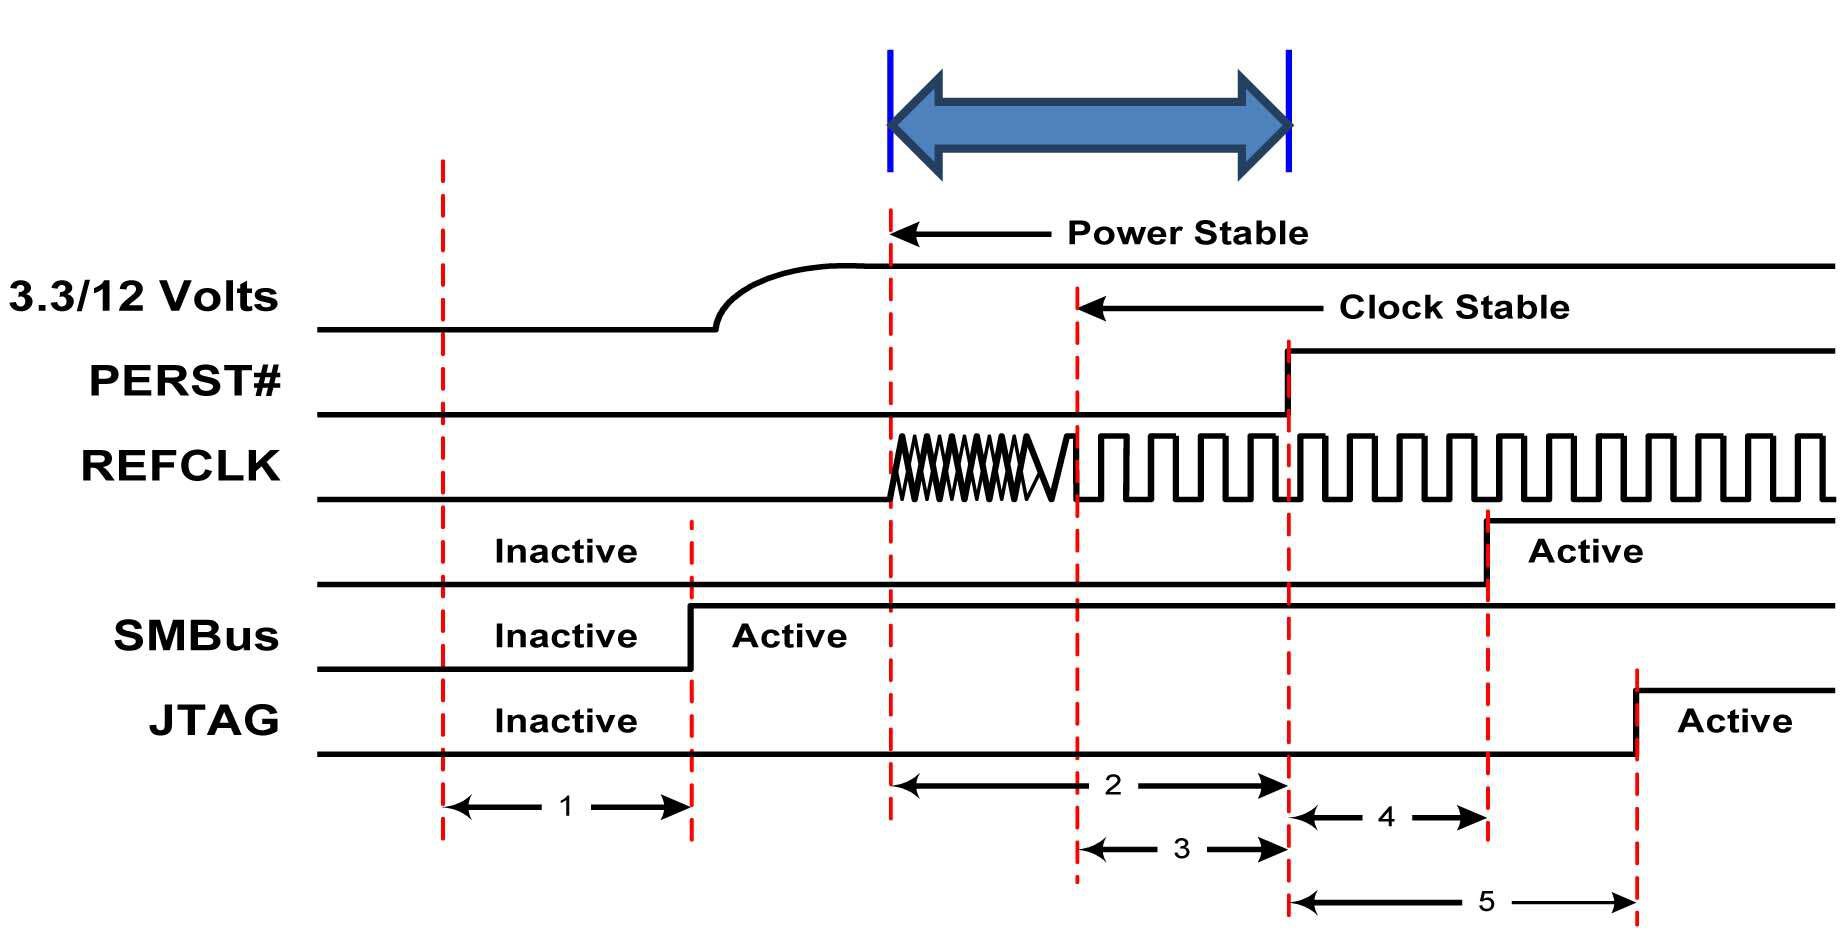 Power Stable
3.3/12 Volts
Clock Stable
PERST#
REFCLK
Inactive Active
SMBus Inactive Active
JTAG Inactive Active
2
1
4
3
5